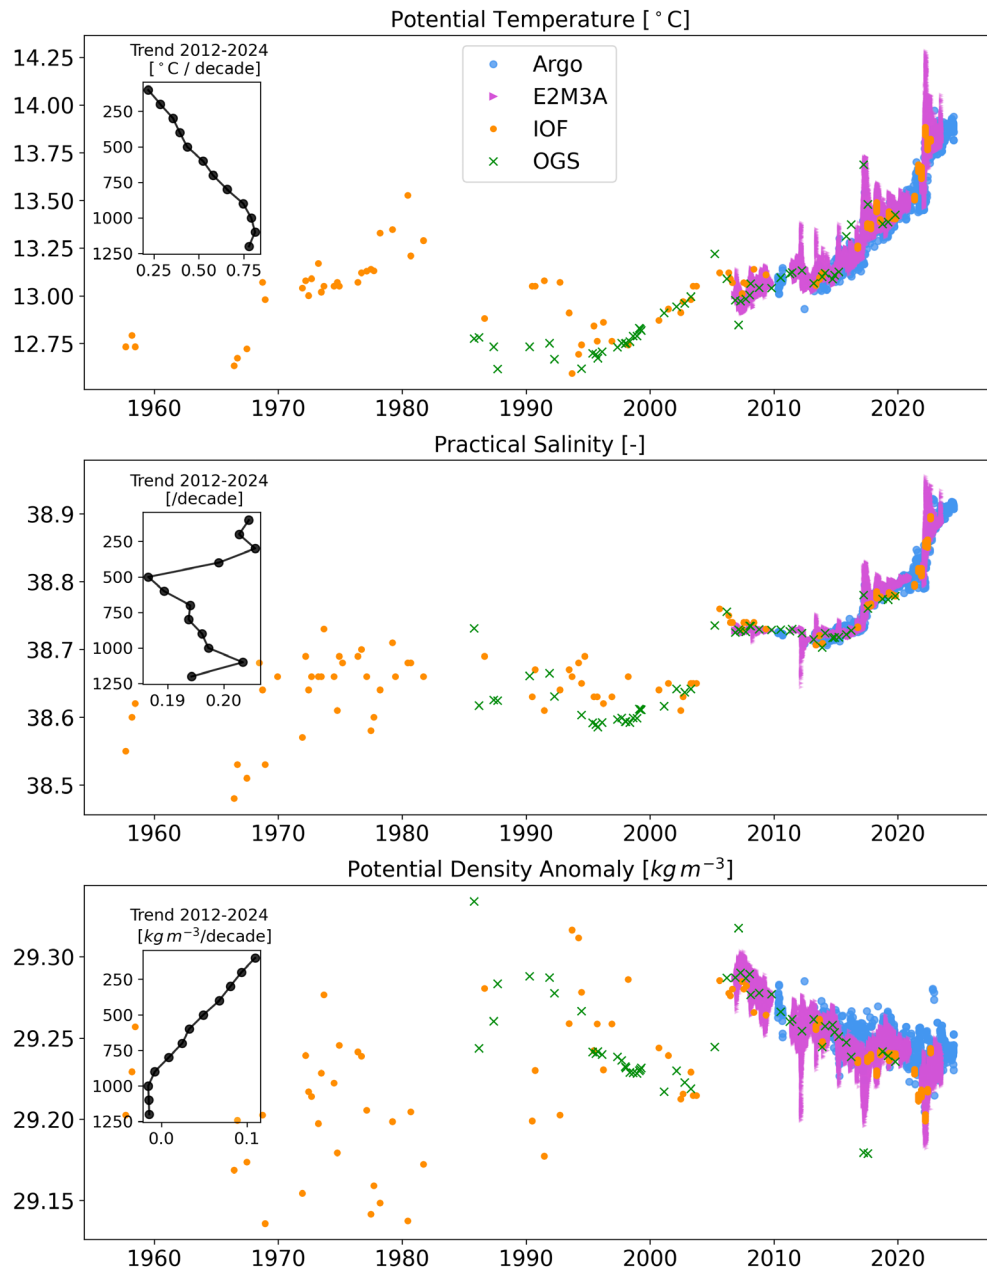 Potential Temperature [°C]
Trend 2012-2024
[°C / decade]
250
500
750
1000
1250
0.25 0.50 0.75
Argo
E2M3A
IOF
OGS
14.25
14.00
13.75
13.50
13.25
13.00
12.75
1960 1970 1980 1990 2000 2010 2020
Practical Salinity [-]
Trend 2012-2024
[/decade]
250
500
750
1000
1250
0.19 0.20
38.9
38.8
38.7
38.6
38.5
1960 1970 1980 1990 2000 2010 2020
Potential Density Anomaly [kg m⁻³]
Trend 2012-2024
[kg m⁻³/decade]
250
500
750
1000
1250
0.0 0.1
29.30
29.25
29.20
29.15
1960 1970 1980 1990 2000 2010 2020